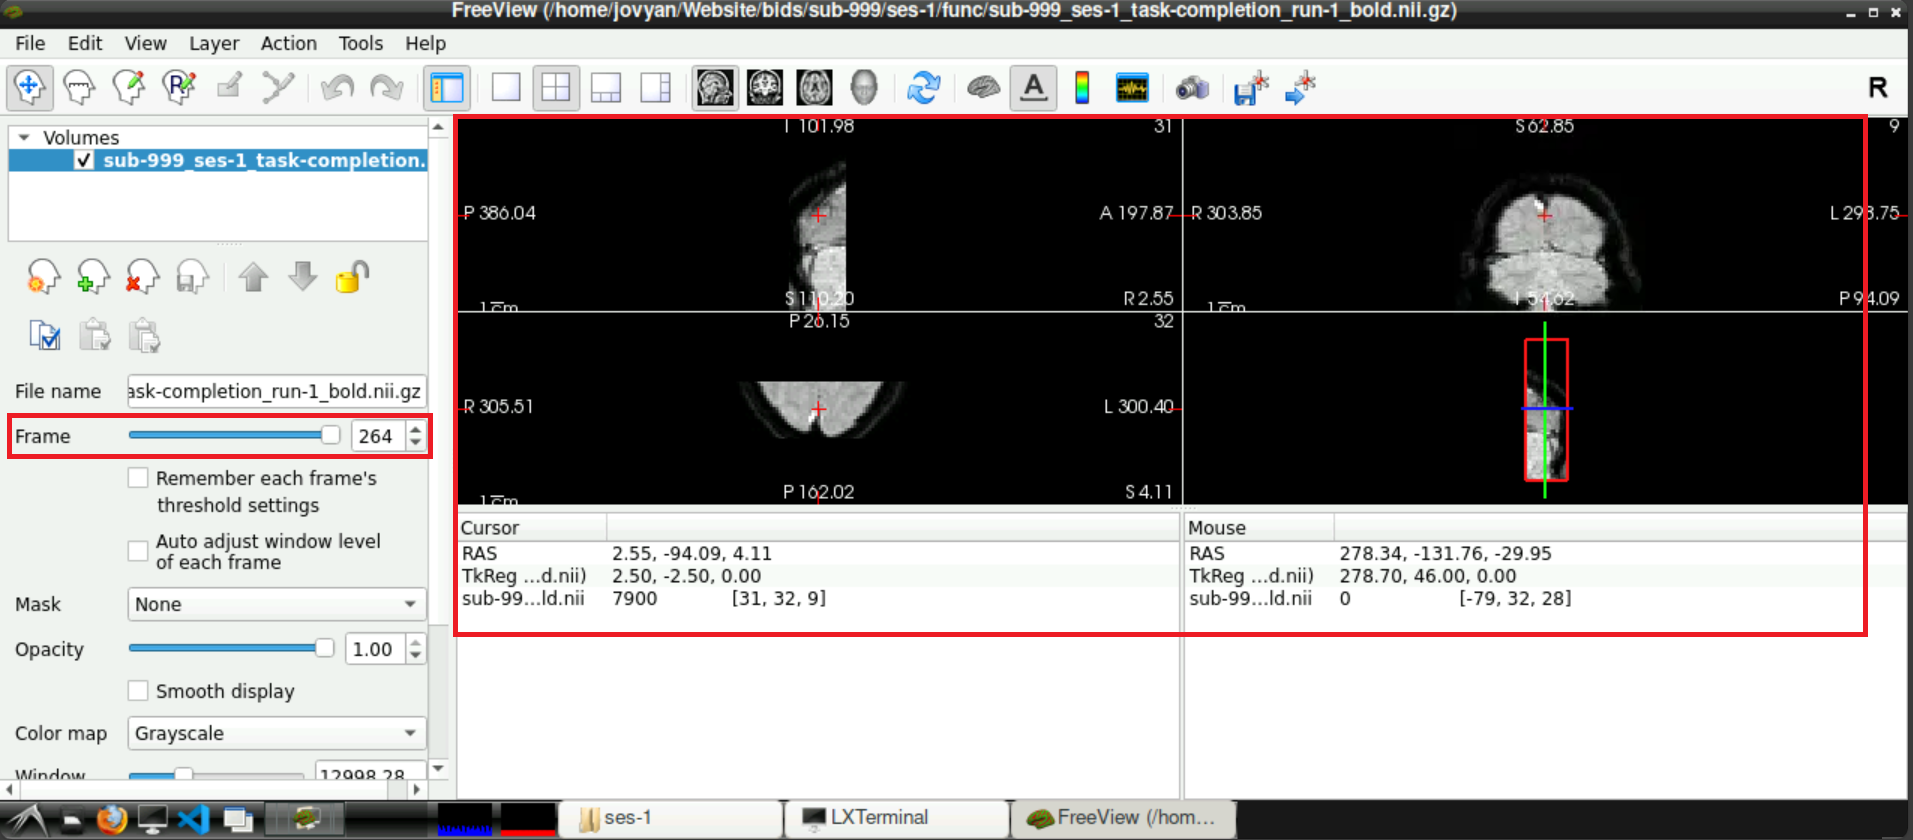 FreeView (/home/jovyan/Website/bids/sub-999/ses-1/func/sub-999_ses-1_task-completion_run-1_bold.nii.gz)
File Edit View Layer Action Tools Help
R
A
R
Volumes
sub-999_ses-1_task-completion.
File name ask-completion_run-1_bold.nii.gz
Frame 264
Remember each frame's
threshold settings
Auto adjust window level
of each frame
Mask None
Opacity 1.00
Smooth display
Color map Grayscale
Window 12998.28
I 101.98 31
P 386.04 A 197.87
S 110.20 R 2.55
1 cm
S 62.85 9
R 303.85 L 298.75
I 54.62 P 94.09
1 cm
P 26.15 32
R 305.51 L 300.40
P 162.02 S 4.11
1 cm
Cursor
RAS 2.55, -94.09, 4.11
TkReg ...d.nii) 2.50, -2.50, 0.00
sub-99...ld.nii 7900 [31, 32, 9]
Mouse
RAS 278.34, -131.76, -29.95
TkReg ...d.nii) 278.70, 46.00, 0.00
sub-99...ld.nii 0 [-79, 32, 28]
ses-1 LXTerminal FreeView (/hom...